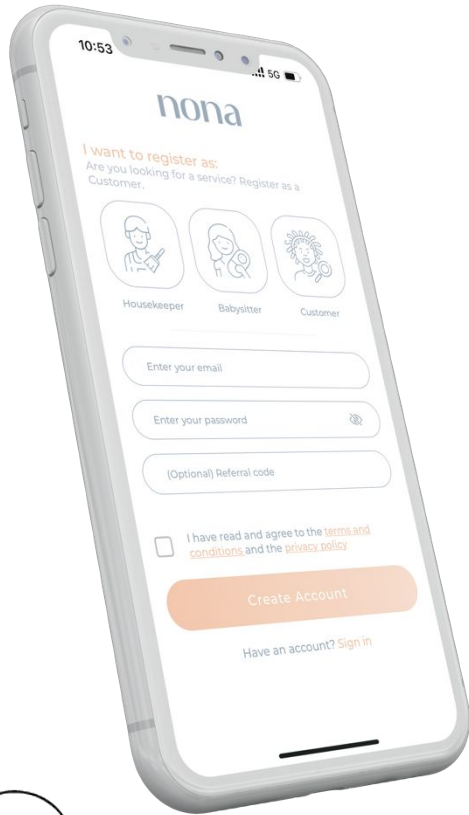 10:53
5G
nona
I want to register as:
Are you looking for a service? Register as a
Customer.
Housekeeper
Babysitter
Customer
Enter your email
Enter your password
(Optional) Referral code
I have read and agree to the terms and
conditions and the privacy policy
Create Account
Have an account? Sign in